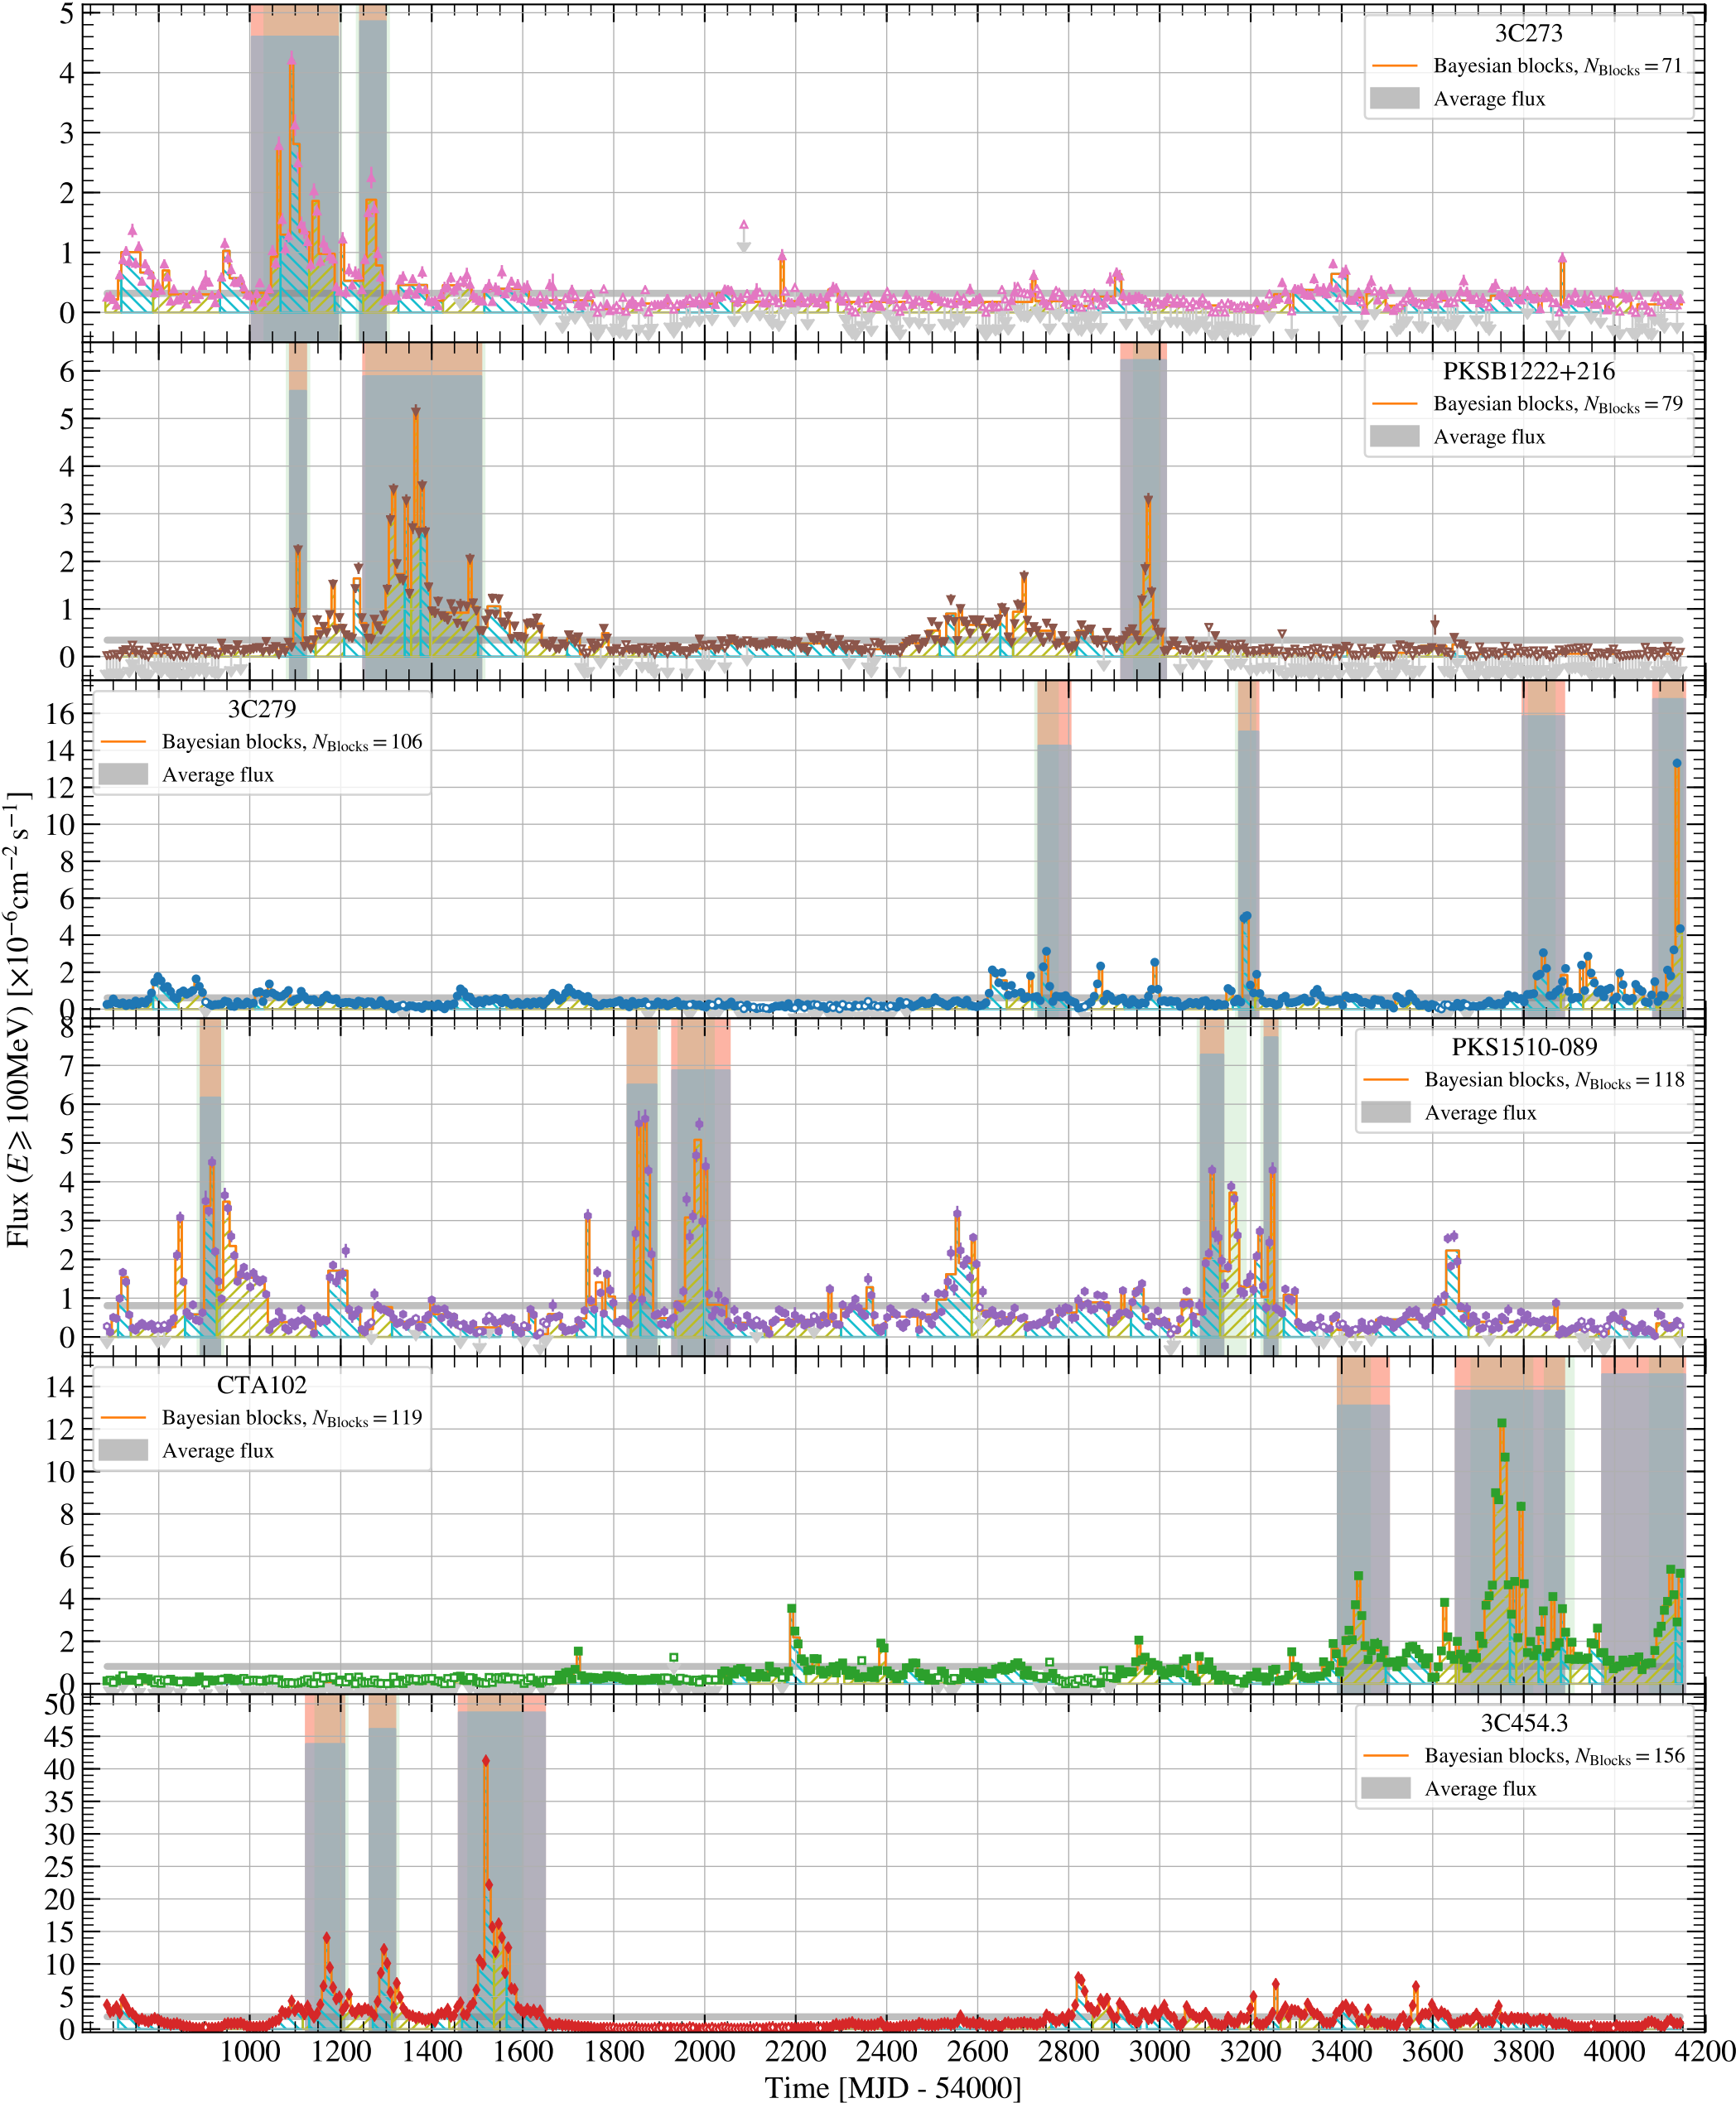 Flux (E ⩾ 100MeV) [×10⁻⁶cm⁻² s⁻¹]
5
4
3
2
1
0
3C273
Bayesian blocks, N_Blocks = 71
Average flux
6
5
4
3
2
1
0
PKSB1222+216
Bayesian blocks, N_Blocks = 79
Average flux
16
14
12
10
8
6
4
2
0
3C279
Bayesian blocks, N_Blocks = 106
Average flux
8
7
6
5
4
3
2
1
0
PKS1510-089
Bayesian blocks, N_Blocks = 118
Average flux
14
12
10
8
6
4
2
0
CTA102
Bayesian blocks, N_Blocks = 119
Average flux
50
45
40
35
30
25
20
15
10
5
0
3C454.3
Bayesian blocks, N_Blocks = 156
Average flux
1000 1200 1400 1600 1800 2000 2200 2400 2600 2800 3000 3200 3400 3600 3800 4000 4200
Time [MJD - 54000]